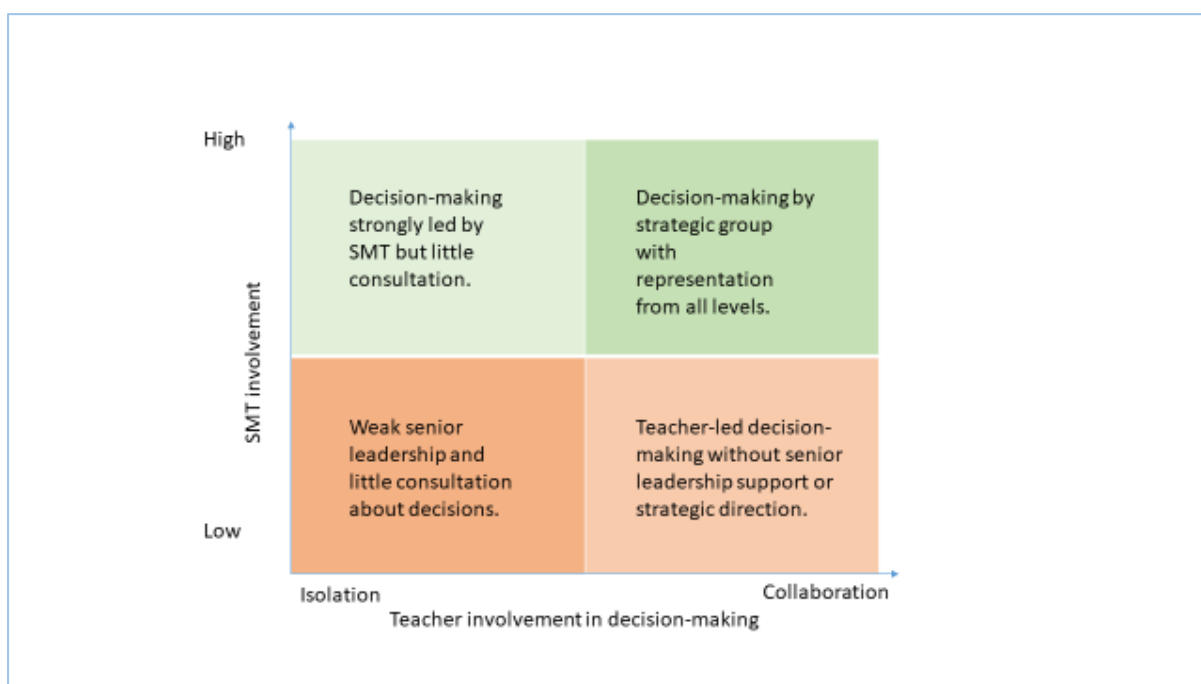 High
Decision-making
strongly led by
SMT but little
consultation.
Decision-making by
strategic group
with
representation
from all levels.
SMT involvement
Weak senior
leadership and
little consultation
about decisions.
Teacher-led decision-
making without senior
leadership support or
strategic direction.
Low
Isolation
Collaboration
Teacher involvement in decision-making